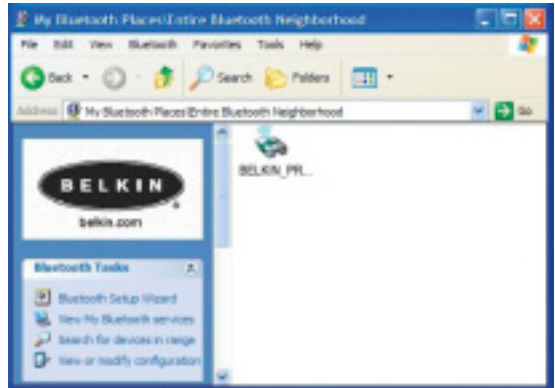 My Bluetooth Places\Entire Bluetooth Neighborhood
File Edit View Bluetooth Favorites Tools Help
Back Search Folders
Address My Bluetooth Places\Entire Bluetooth Neighborhood Go
BELKIN_PR...
BELKIN
belkin.com
Bluetooth Tasks
Bluetooth Setup Wizard
View My Bluetooth services
Search for devices in range
View or modify configuration